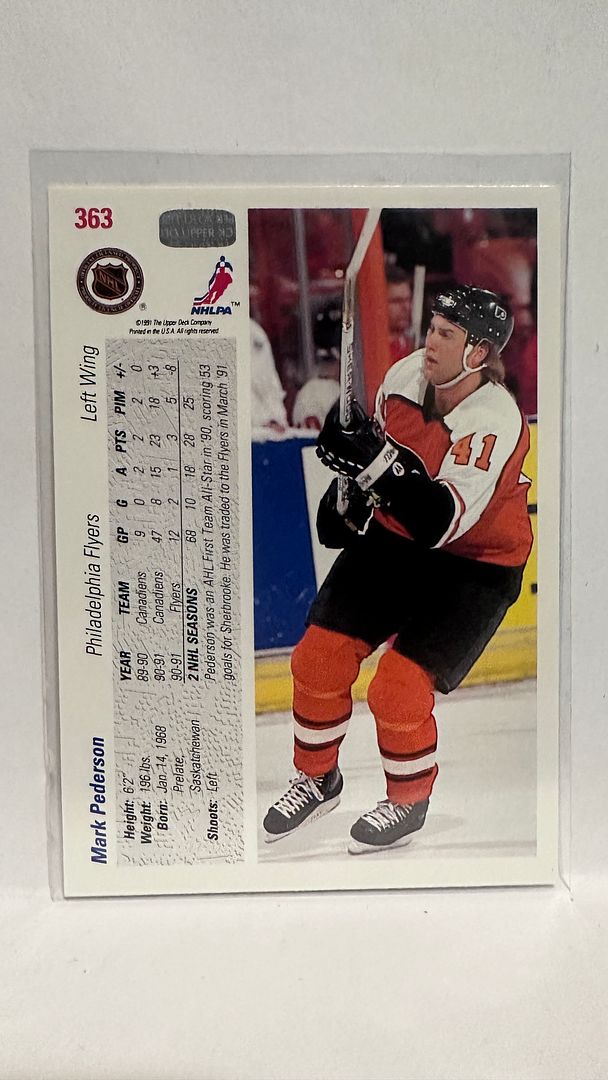 363
NHL
®
NHLPA™
©1991 The Upper Deck Company
Printed in the U.S.A. All rights reserved.
Mark Pederson Philadelphia Flyers Left Wing
Height: 6'2"
Weight: 196 lbs.
Born: Jan. 14, 1968
Prelate,
Saskatchewan
Shoots: Left
YEAR TEAM GP G A PTS PIM +/-
89-90 Canadiens 9 0 2 2 2 0
90-91 Canadiens 47 8 15 23 18 +3
90-91 Flyers 12 2 1 3 5 -8
2 NHL SEASONS 68 10 18 28 25
Pederson was an AHL First Team All-Star in '90, scoring 53
goals for Sherbrooke. He was traded to the Flyers in March '91.
41